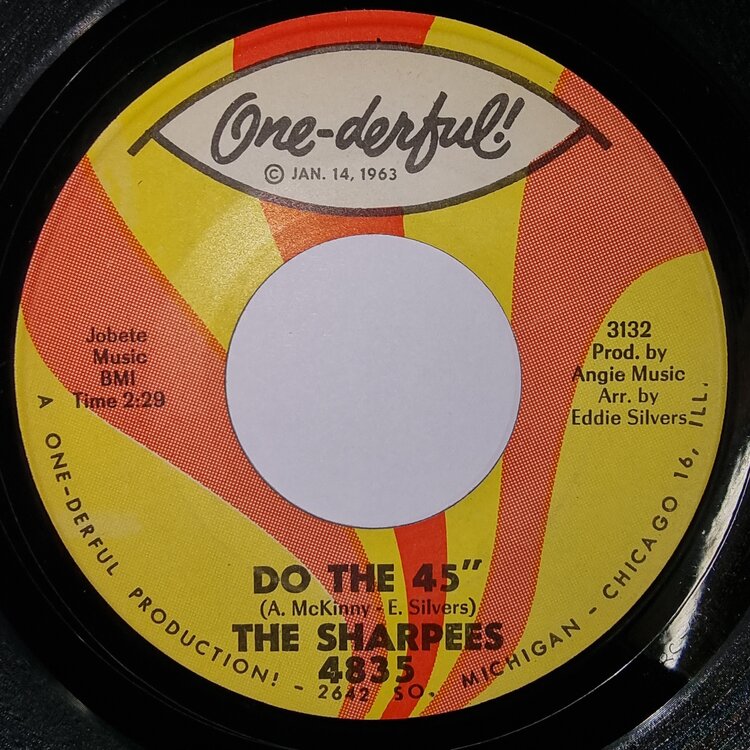 One-derful!
© JAN. 14, 1963
Jobete
Music
BMI
Time 2:29
3132
Prod. by
Angie Music
Arr. by
Eddie Silvers
DO THE 45"
(A. McKinny - E. Silvers)
THE SHARPEES
4835
A ONE-DERFUL PRODUCTION! - 2642 SO. MICHIGAN - CHICAGO 16, ILL.